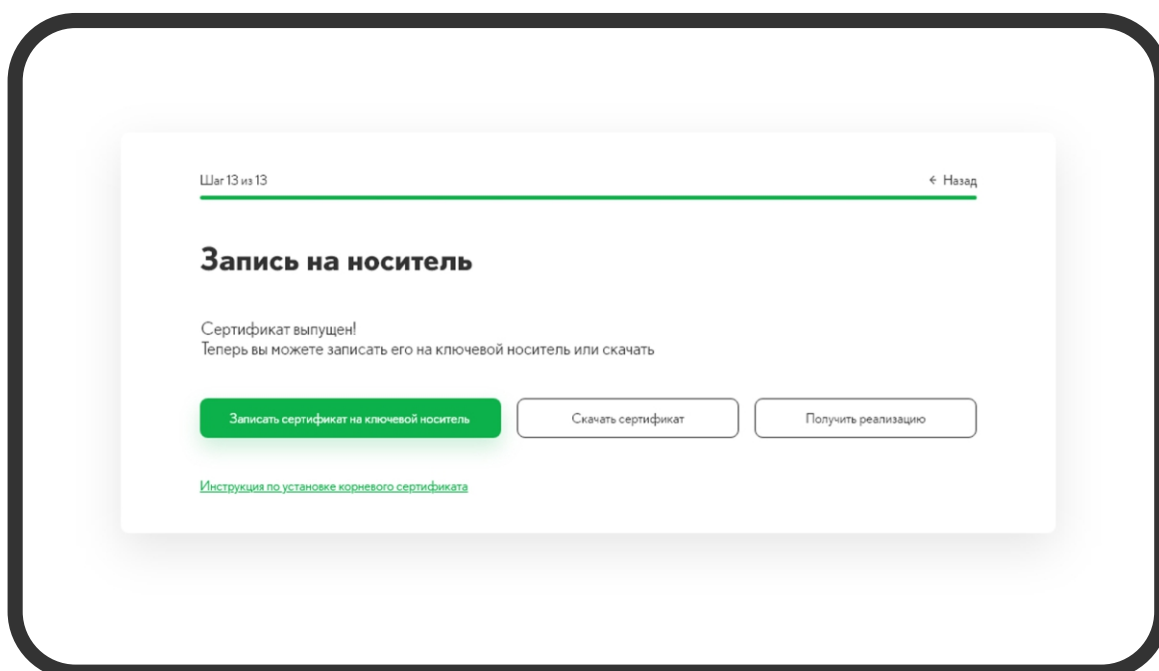 Шаг 13 из 13
← Назад
Запись на носитель
Сертификат выпущен!
Теперь вы можете записать его на ключевой носитель или скачать
Записать сертификат на ключевой носитель
Скачать сертификат
Получить реализацию
Инструкция по установке корневого сертификата